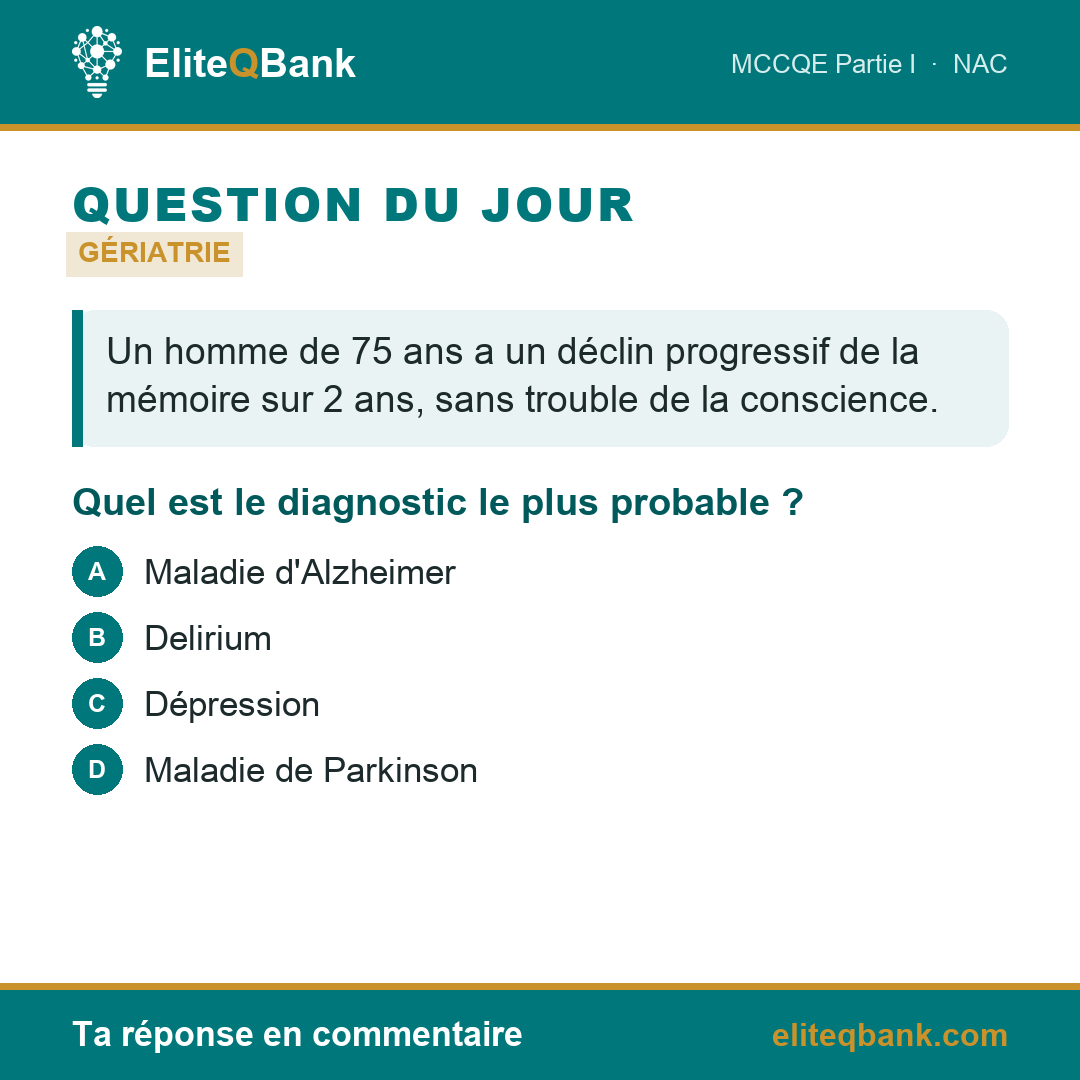 EliteQBank
MCCQE Partie I · NAC
QUESTION DU JOUR
GÉRIATRIE
Un homme de 75 ans a un déclin progressif de la
mémoire sur 2 ans, sans trouble de la conscience.
Quel est le diagnostic le plus probable ?
A Maladie d'Alzheimer
B Delirium
C Dépression
D Maladie de Parkinson
Ta réponse en commentaire
eliteqbank.com